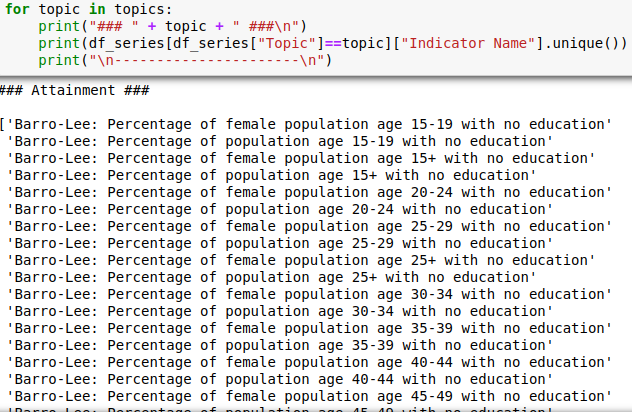 for topic in topics:
    print("### " + topic + " ###\n")
    print(df_series[df_series["Topic"]==topic]["Indicator Name"].unique())
    print("\n----------------------\n")
### Attainment ###
['Barro-Lee: Percentage of female population age 15-19 with no education'
 'Barro-Lee: Percentage of population age 15-19 with no education'
 'Barro-Lee: Percentage of female population age 15+ with no education'
 'Barro-Lee: Percentage of population age 15+ with no education'
 'Barro-Lee: Percentage of female population age 20-24 with no education'
 'Barro-Lee: Percentage of population age 20-24 with no education'
 'Barro-Lee: Percentage of female population age 25-29 with no education'
 'Barro-Lee: Percentage of population age 25-29 with no education'
 'Barro-Lee: Percentage of female population age 25+ with no education'
 'Barro-Lee: Percentage of population age 25+ with no education'
 'Barro-Lee: Percentage of female population age 30-34 with no education'
 'Barro-Lee: Percentage of population age 30-34 with no education'
 'Barro-Lee: Percentage of female population age 35-39 with no education'
 'Barro-Lee: Percentage of population age 35-39 with no education'
 'Barro-Lee: Percentage of female population age 40-44 with no education'
 'Barro-Lee: Percentage of population age 40-44 with no education'
 'Barro-Lee: Percentage of female population age 45-49 with no education'